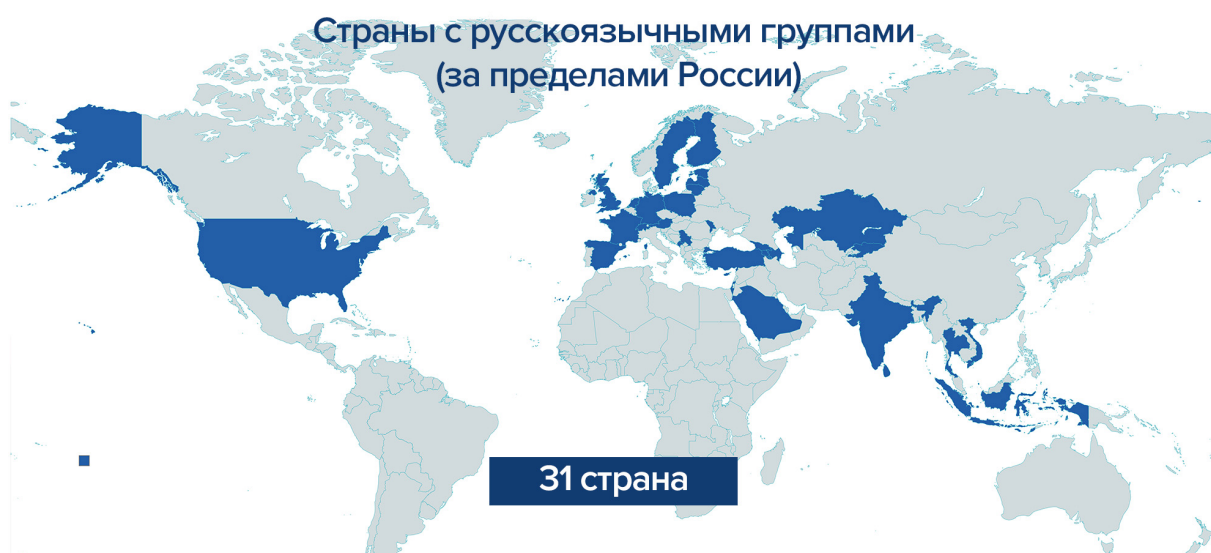 Страны с русскоязычными группами
(за пределами России)
31 страна